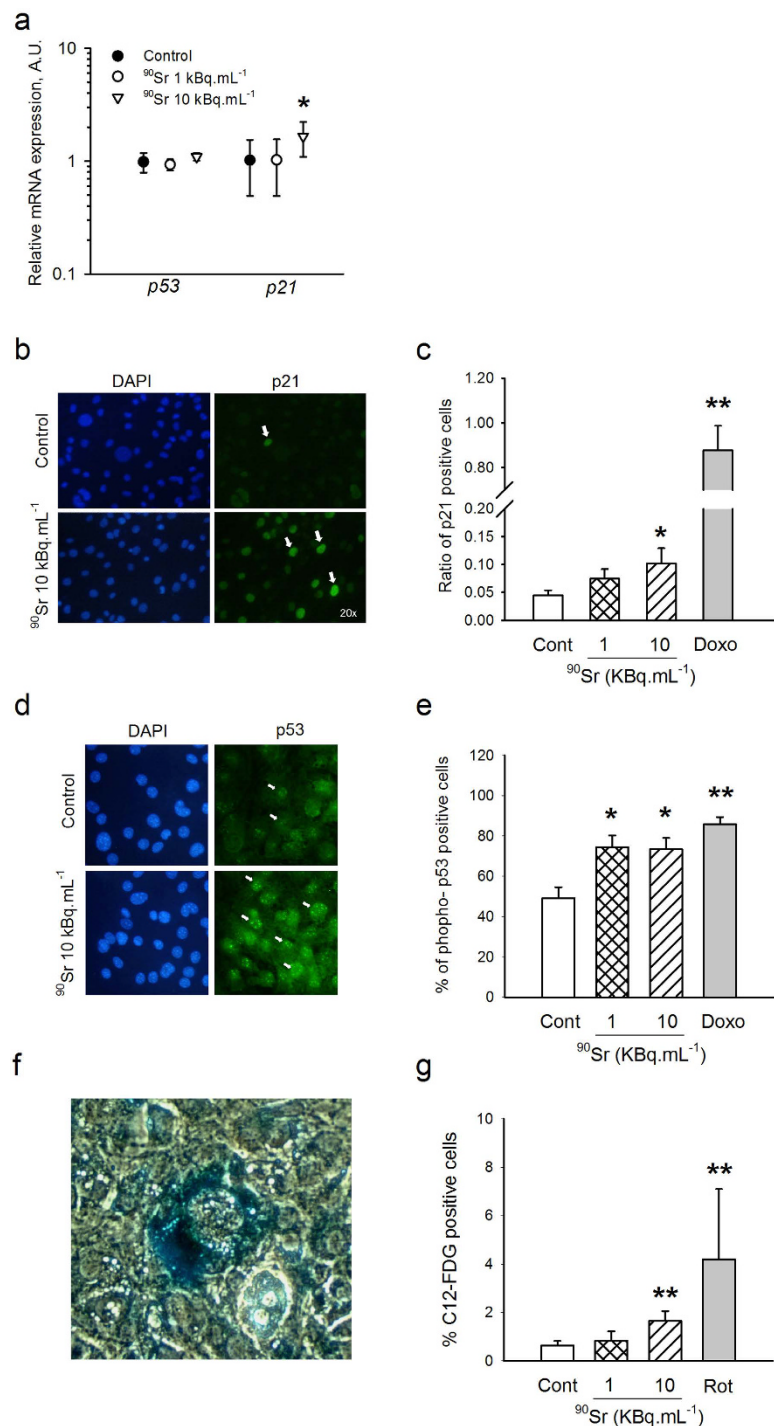 a
Relative mRNA expression, A.U.
10
1
0.1
Control
⁹⁰Sr 1 kBq.mL⁻¹
⁹⁰Sr 10 kBq.mL⁻¹
*
p53
p21
b
DAPI
p21
Control
⁹⁰Sr 10 kBq.mL⁻¹
20x
c
Ratio of p21 positive cells
1.20
1.00
0.80
0.20
0.15
0.10
0.05
0.00
*
**
Cont
1
10
Doxo
⁹⁰Sr (KBq.mL⁻¹)
d
DAPI
p53
Control
⁹⁰Sr 10 kBq.mL⁻¹
e
% of phopho- p53 positive cells
120
100
80
60
40
20
0
*
*
**
Cont
1
10
Doxo
⁹⁰Sr (KBq.mL⁻¹)
f
g
% C12-FDG positive cells
10
8
6
4
2
0
**
**
Cont
1
10
Rot
⁹⁰Sr (KBq.mL⁻¹)